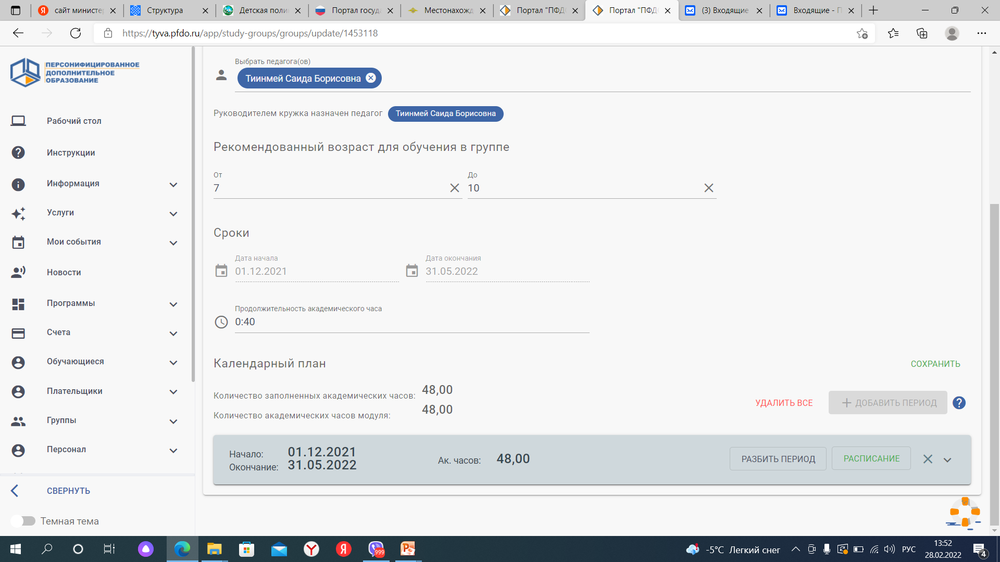 сайт министе
Структура
Детская поли
Портал госуда
Местонахожд
Портал "ПФДО
Портал "ПФДО
(3) Входящие
Входящие - П
https://tyva.pfdo.ru/app/study-groups/groups/update/1453118
ПЕРСОНИФИЦИРОВАННОЕ
ДОПОЛНИТЕЛЬНОЕ
ОБРАЗОВАНИЕ
Рабочий стол
Инструкции
Информация
Услуги
Мои события
Новости
Программы
Счета
Обучающиеся
Плательщики
Группы
Персонал
СВЕРНУТЬ
Темная тема
Выбрать педагога(ов)
Тиинмей Саида Борисовна
Руководителем кружка назначен педагог Тиинмей Саида Борисовна
Рекомендованный возраст для обучения в группе
От
До
7
10
Сроки
Дата начала
Дата окончания
01.12.2021
31.05.2022
Продолжительность академического часа
0:40
Календарный план
СОХРАНИТЬ
Количество заполненных академических часов: 48,00
Количество академических часов модуля: 48,00
УДАЛИТЬ ВСЕ
ДОБАВИТЬ ПЕРИОД
Начало: 01.12.2021
Окончание: 31.05.2022
Ак. часов: 48,00
РАЗБИТЬ ПЕРИОД
РАСПИСАНИЕ
999
-5°C Легкий снег
РУС
13:52
28.02.2022
4